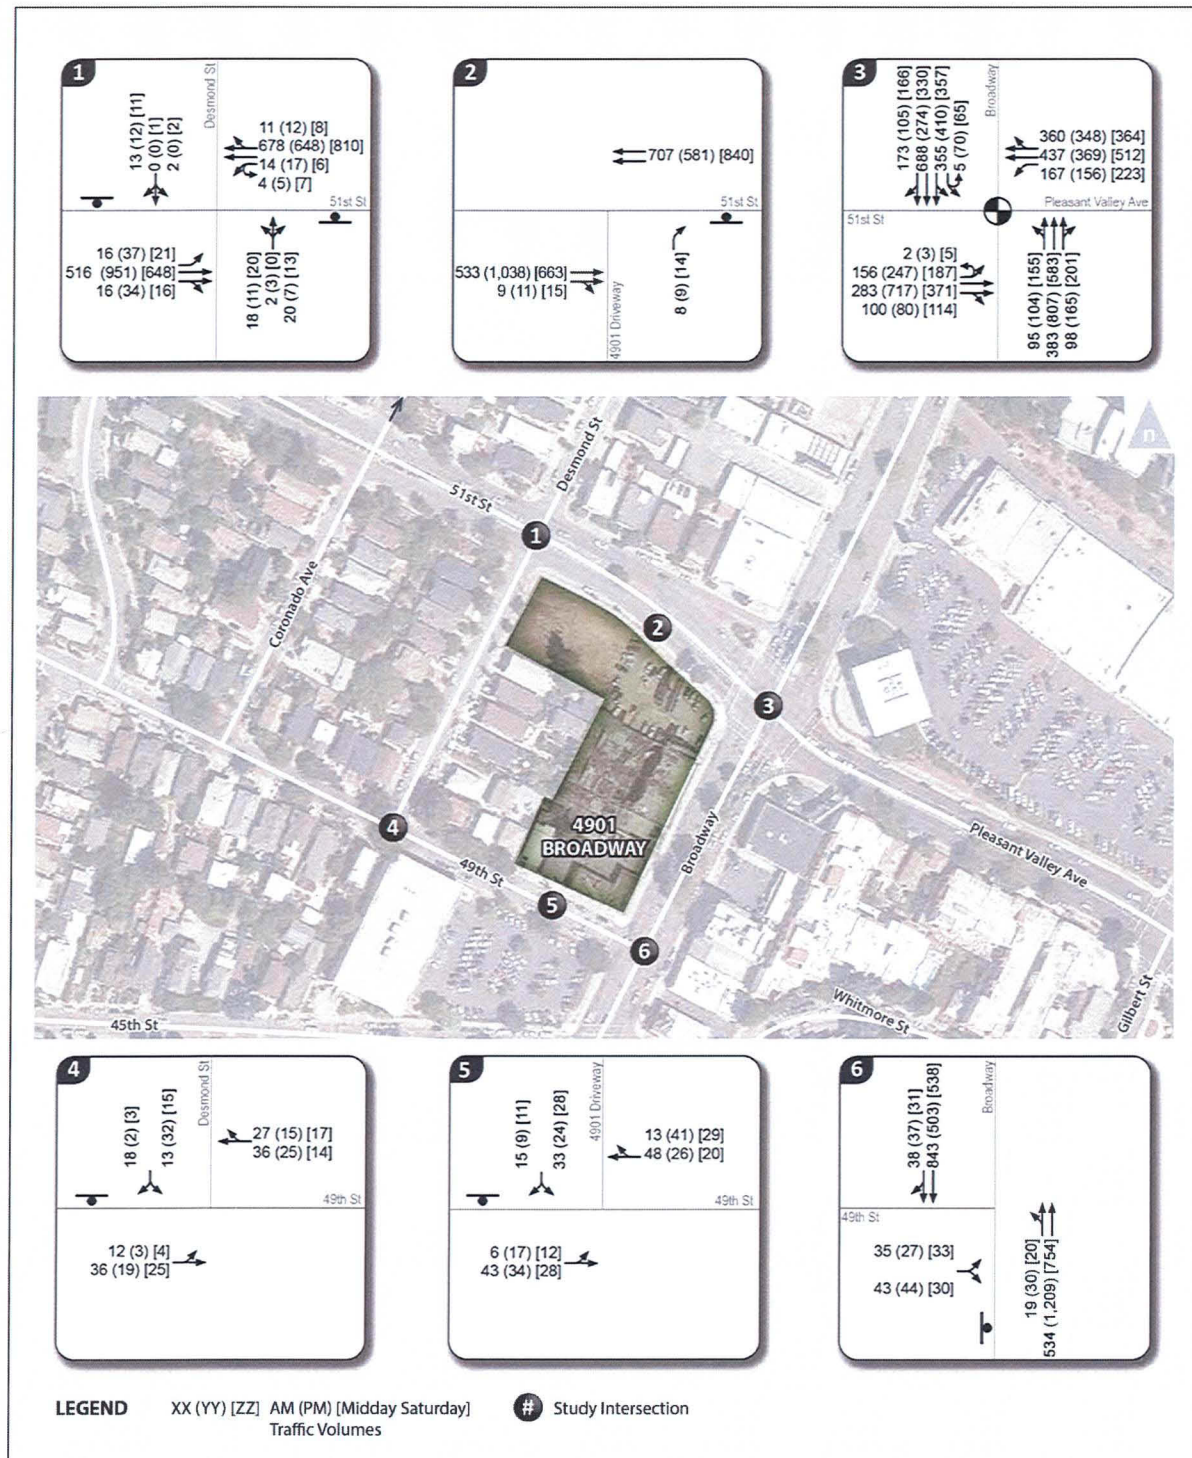 1
Desmond St
13 (12) [11]
0 (0) [1]
2 (0) [2]
11 (12) [8]
678 (648) [810]
14 (17) [6]
4 (5) [7]
51st St
16 (37) [21]
516 (951) [648]
16 (34) [16]
18 (11) [20]
2 (3) [0]
20 (7) [13]
2
707 (581) [840]
51st St
533 (1,038) [663]
9 (11) [15]
4901 Driveway
8 (9) [14]
3
173 (105) [166]
688 (274) [330]
355 (410) [357]
5 (70) [65]
Broadway
360 (348) [364]
437 (369) [512]
167 (156) [223]
Pleasant Valley Ave
51st St
2 (3) [5]
156 (247) [187]
283 (717) [371]
100 (80) [114]
95 (104) [155]
383 (807) [583]
98 (165) [201]
n
51st St
Desmond St
1
Coronado Ave
2
3
4
4901
BROADWAY
Broadway
Pleasant Valley Ave
49th St
5
6
45th St
Whitmore St
Gilbert St
4
18 (2) [3]
13 (32) [15]
Desmond St
27 (15) [17]
36 (25) [14]
49th St
12 (3) [4]
36 (19) [25]
5
15 (9) [11]
33 (24) [28]
4901 Driveway
13 (41) [29]
48 (26) [20]
49th St
6 (17) [12]
43 (34) [28]
6
38 (37) [31]
843 (503) [538]
Broadway
49th St
35 (27) [33]
43 (44) [30]
19 (30) [20]
534 (1,209) [754]
LEGEND XX (YY) [ZZ] AM (PM) [Midday Saturday] # Study Intersection
Traffic Volumes